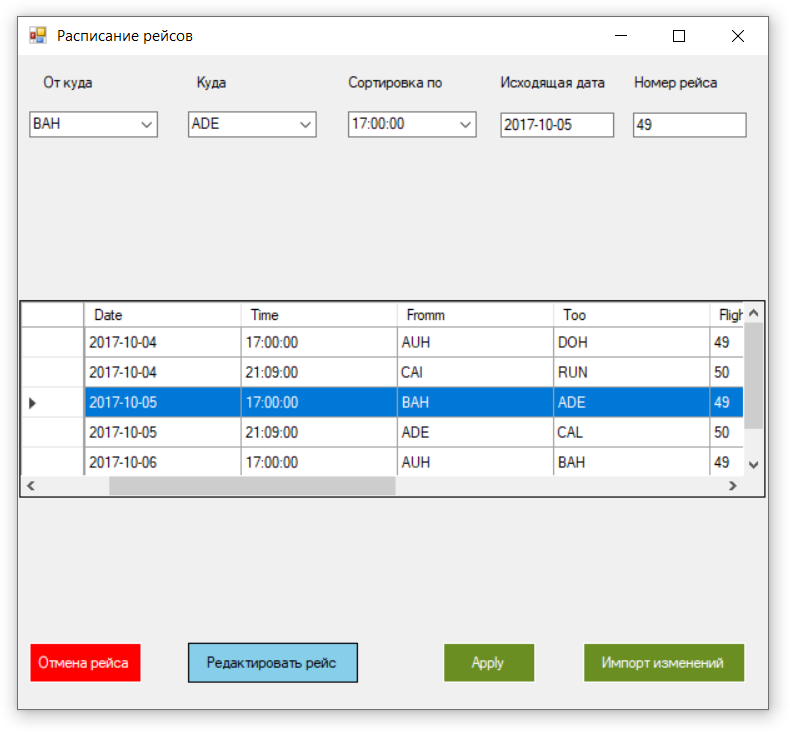 Расписание рейсов
От куда Куда Сортировка по Исходящая дата Номер рейса
BAH ADE 17:00:00 2017-10-05 49
Date Time Fromm Too Fligh
2017-10-04 17:00:00 AUH DOH 49
2017-10-04 21:09:00 CAI RUN 50
2017-10-05 17:00:00 BAH ADE 49
2017-10-05 21:09:00 ADE CAL 50
2017-10-06 17:00:00 AUH BAH 49
Отмена рейса Редактировать рейс Apply Импорт изменений